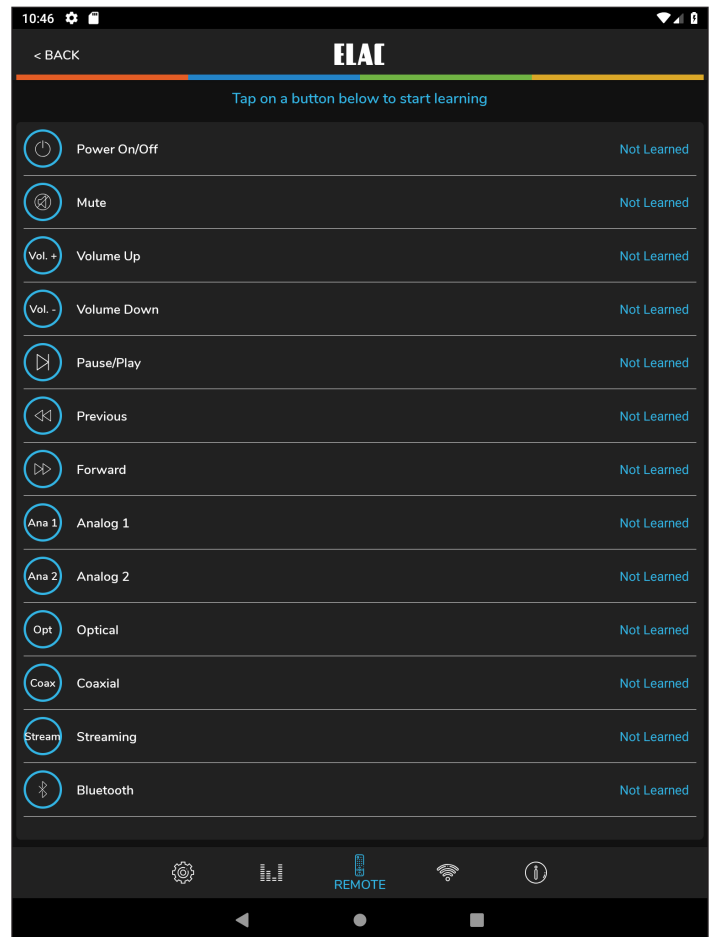 10:46
< BACK
ELAC
Tap on a button below to start learning
Power On/Off Not Learned
Mute Not Learned
Vol. + Volume Up Not Learned
Vol. - Volume Down Not Learned
Pause/Play Not Learned
Previous Not Learned
Forward Not Learned
Ana 1 Analog 1 Not Learned
Ana 2 Analog 2 Not Learned
Opt Optical Not Learned
Coax Coaxial Not Learned
Stream Streaming Not Learned
Bluetooth Not Learned
REMOTE